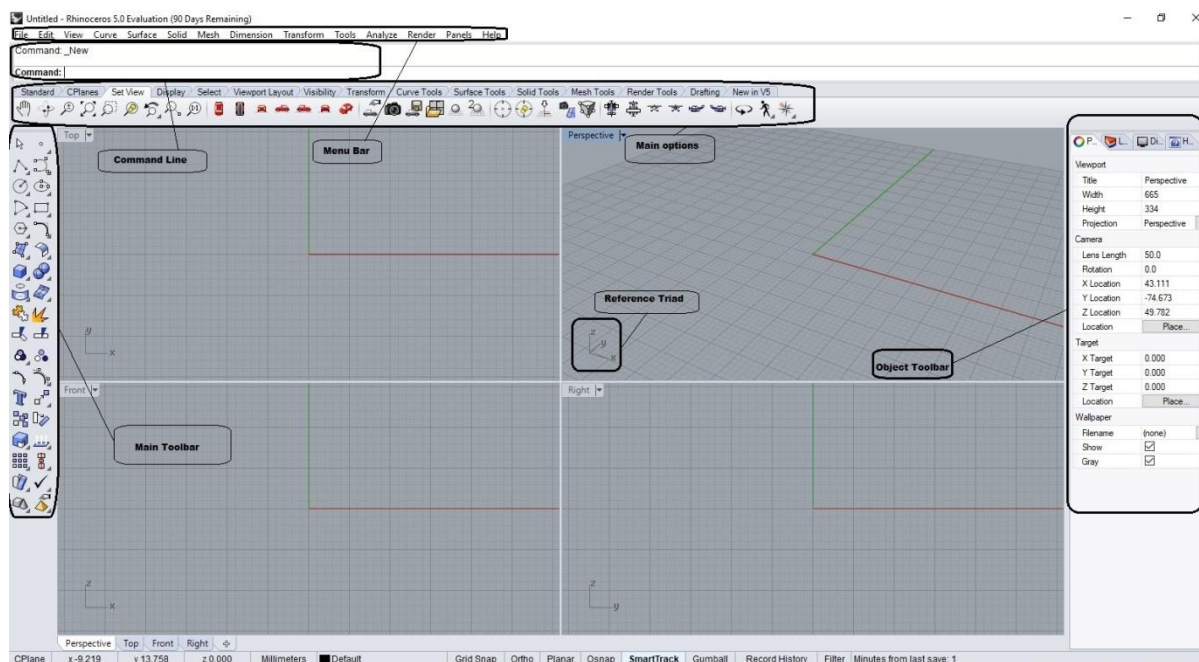 Untitled - Rhinoceros 5.0 Evaluation (90 Days Remaining)
File Edit View Curve Surface Solid Mesh Dimension Transform Tools Analyze Render Panels Help
Command: _New
Command:
Standard CPlanes Set View Display Select Viewport Layout Visibility Transform Curve Tools Surface Tools Solid Tools Mesh Tools Render Tools Drafting New in V5
Top
Command Line
Menu Bar
Perspective
Main options
P.. L.. Di.. H..
Viewport
Title Perspective
Width 665
Height 334
Projection Perspective
Camera
Lens Length 50.0
Rotation 0.0
X Location 43.111
Y Location -74.673
Z Location 49.782
Location Place...
Target
X Target 0.000
Y Target 0.000
Z Target 0.000
Location Place...
Wallpaper
Filename (none)
Show
Gray
Reference Triad
z
y
x
y
x
Object Toolbar
Front
Right
Main Toolbar
z
x
z
y
Perspective Top Front Right
CPlane x -9.219 y 13.758 z 0.000 Millimeters Default Grid Snap Ortho Planar Osnap SmartTrack Gumball Record History Filter Minutes from last save: 1